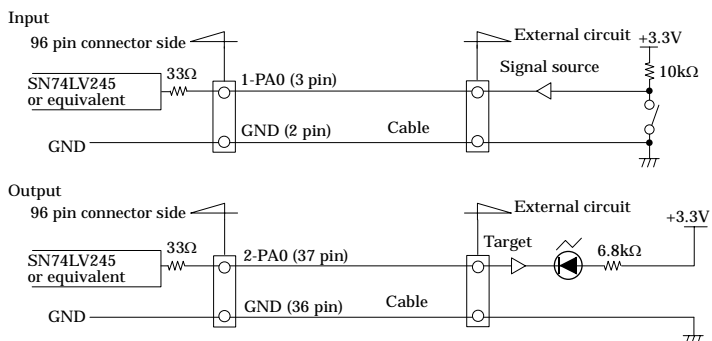 Input
96 pin connector side
External circuit
+3.3V
SN74LV245
or equivalent
33Ω
1-PA0 (3 pin)
Signal source
10kΩ
GND
GND (2 pin)
Cable
Output
96 pin connector side
External circuit
+3.3V
SN74LV245
or equivalent
33Ω
2-PA0 (37 pin)
Target
6.8kΩ
GND
GND (36 pin)
Cable